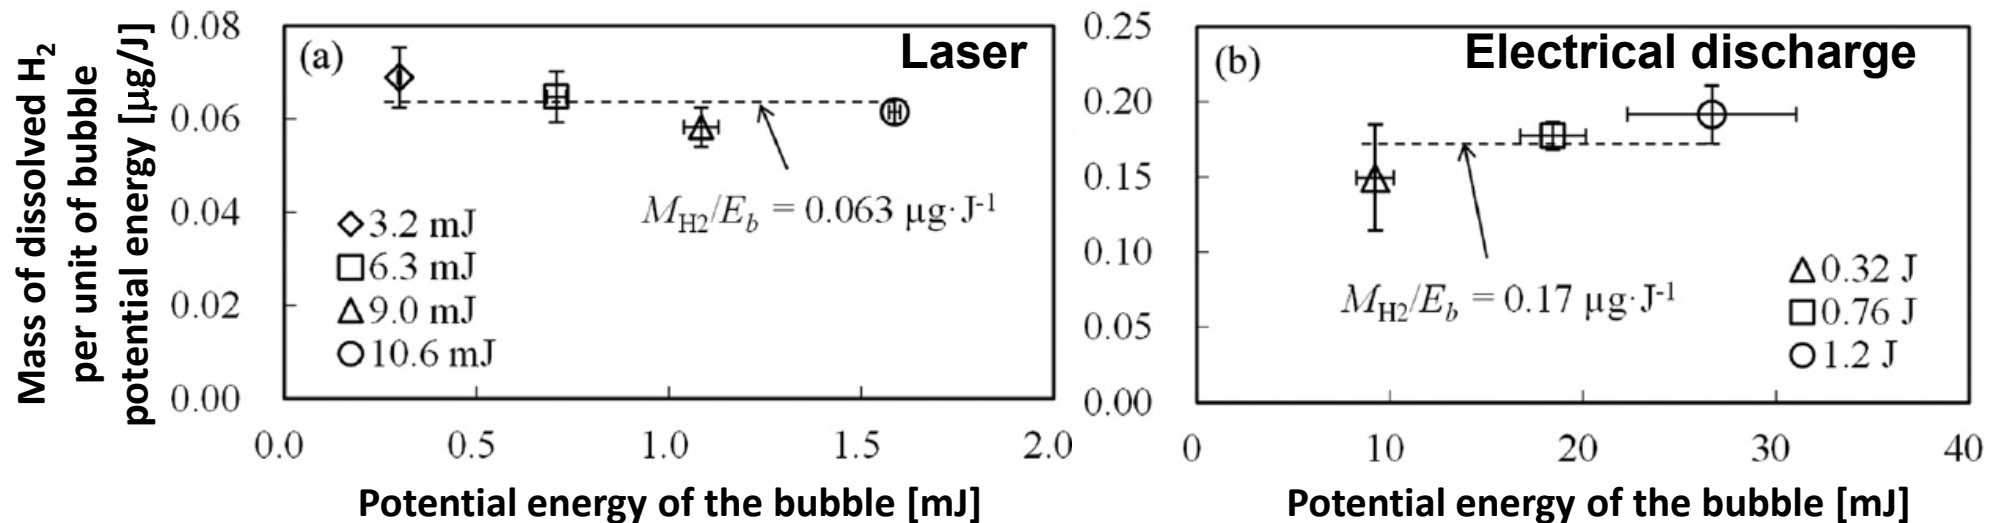 Mass of dissolved H₂
per unit of bubble
potential energy [µg/J]
0.08
0.06
0.04
0.02
0.00
(a)
Laser
M_H2/E_b = 0.063 µg·J⁻¹
3.2 mJ
6.3 mJ
9.0 mJ
10.6 mJ
0.0 0.5 1.0 1.5 2.0
Potential energy of the bubble [mJ]
0.25
0.20
0.15
0.10
0.05
0.00
(b)
Electrical discharge
M_H2/E_b = 0.17 µg·J⁻¹
0.32 J
0.76 J
1.2 J
0 10 20 30 40
Potential energy of the bubble [mJ]